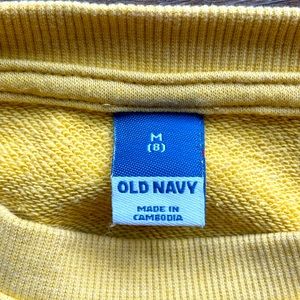 M
(8)
OLD NAVY
MADE IN
CAMBODIA